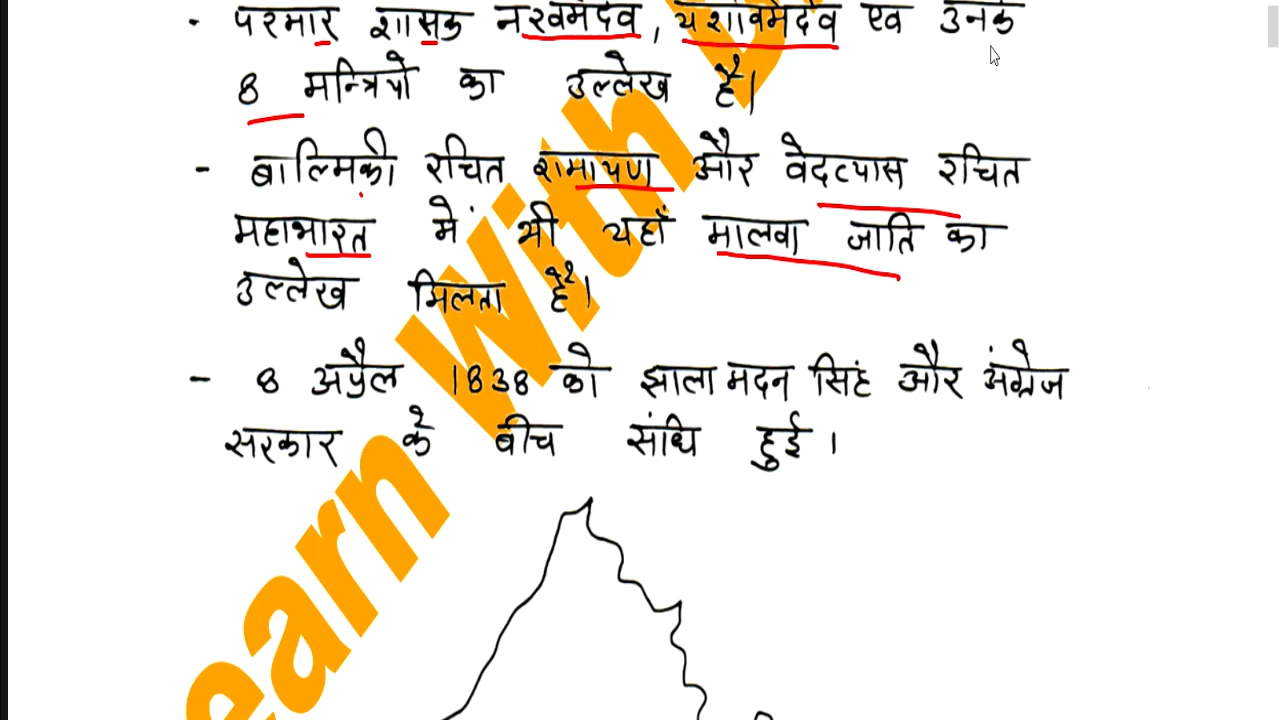 - परमार शासक नरवर्मदेव, यशोवर्मदेव एवं उनके
8 मन्त्रियों का उल्लेख है।
- बाल्मिकी रचित रामायण और वेदव्यास रचित
महाभारत में भी यहाँ मालवा जाति का
उल्लेख मिलता है।
- 8 अप्रैल 1838 को झाला मदन सिंह और अंग्रेज
सरकार के बीच संधि हुई।
earn with